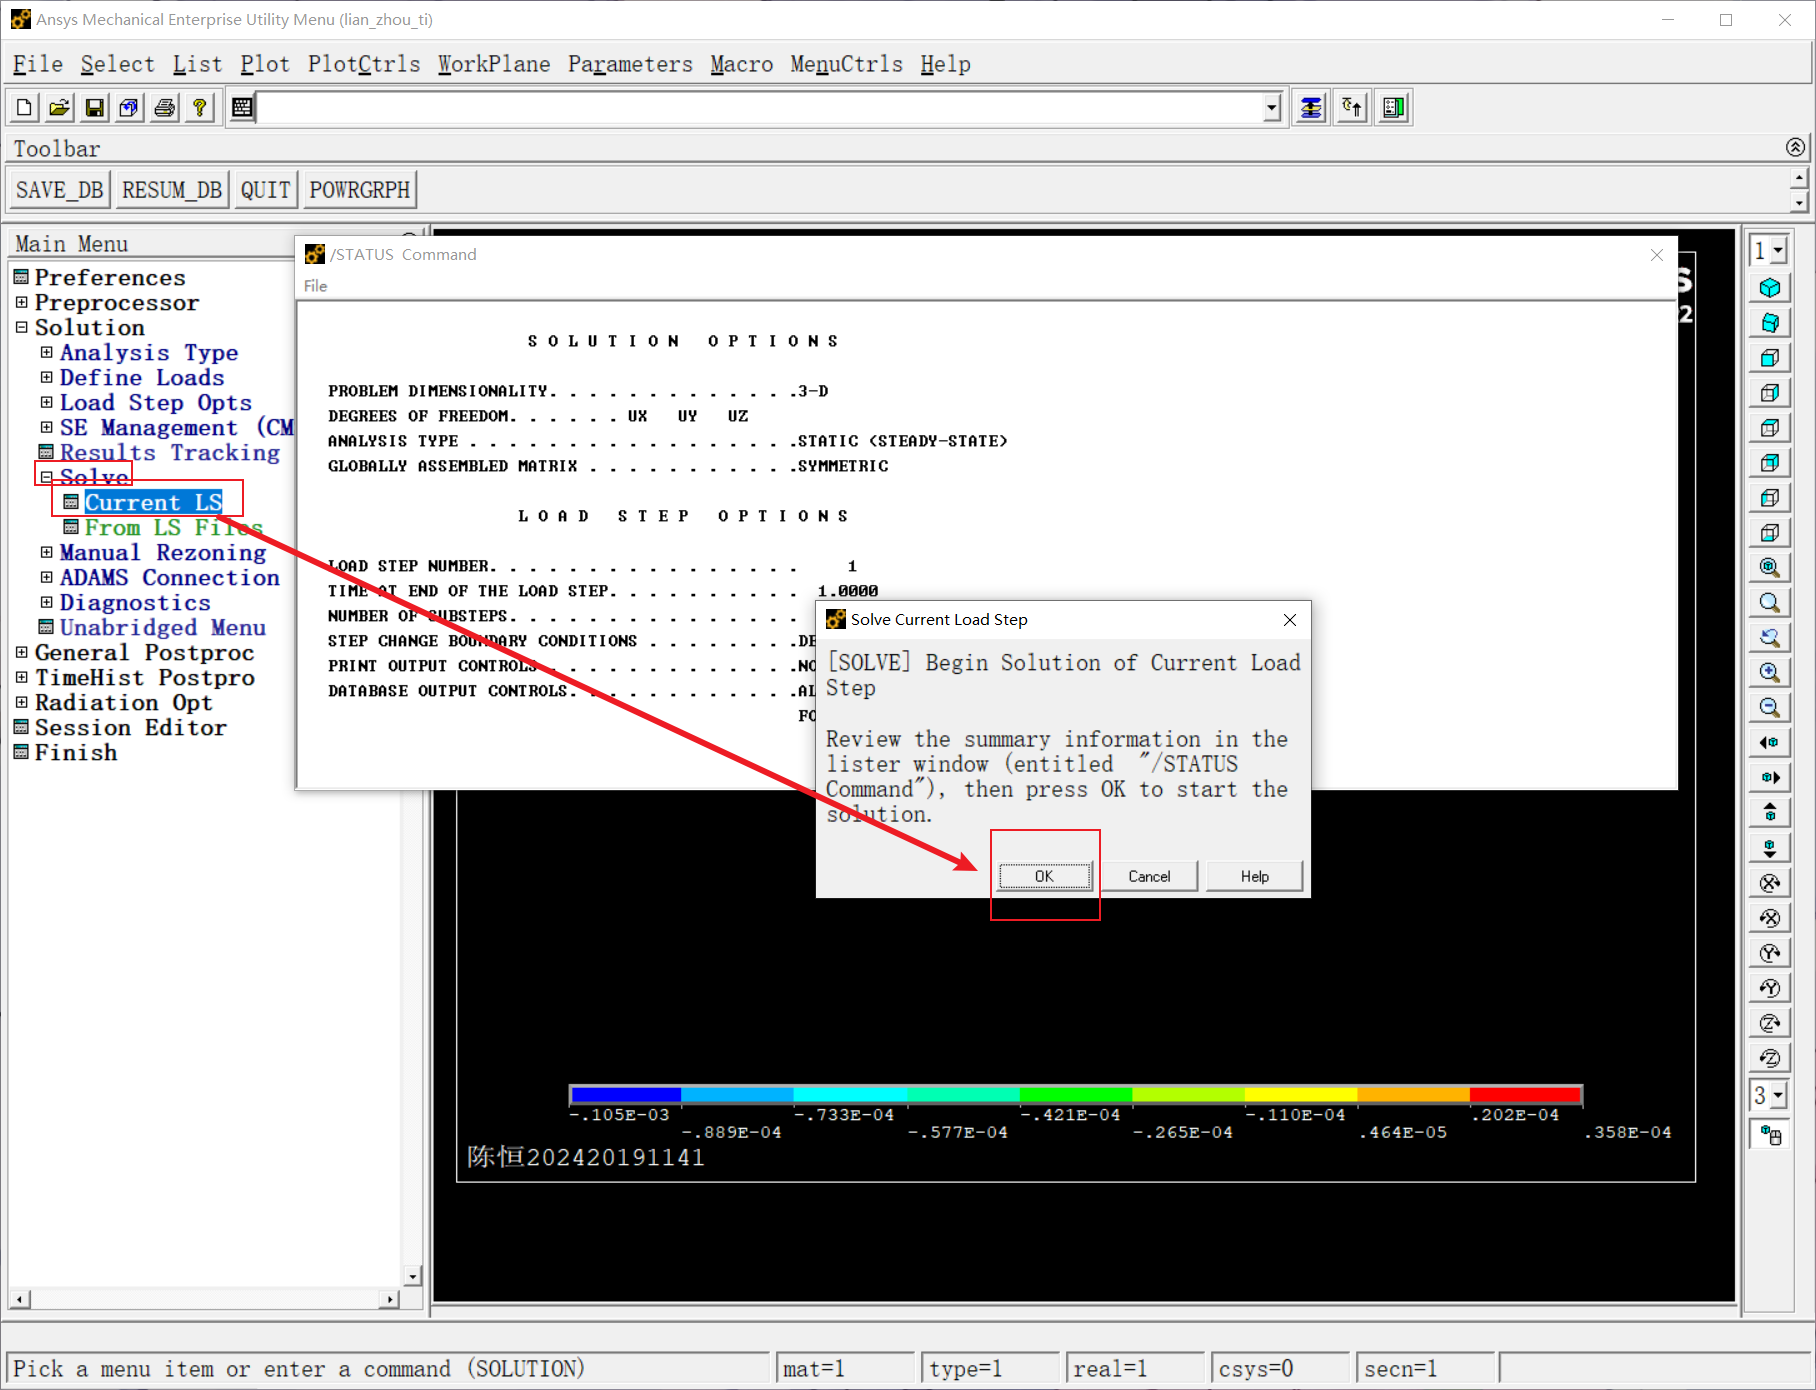 Ansys Mechanical Enterprise Utility Menu (lian_zhou_ti)
File Select List Plot PlotCtrls WorkPlane Parameters Macro MenuCtrls Help
Toolbar
SAVE_DB RESUM_DB QUIT POWRGRPH
Main Menu
Preferences
Preprocessor
Solution
Analysis Type
Define Loads
Load Step Opts
SE Management (CM
Results Tracking
Solve
Current LS
From LS Files
Manual Rezoning
ADAMS Connection
Diagnostics
Unabridged Menu
General Postproc
TimeHist Postpro
Radiation Opt
Session Editor
Finish
/STATUS Command
File
S O L U T I O N   O P T I O N S
PROBLEM DIMENSIONALITY. . . . . . . . . . . . .3-D
DEGREES OF FREEDOM. . . . . . UX   UY   UZ
ANALYSIS TYPE . . . . . . . . . . . . . . . . .STATIC (STEADY-STATE)
GLOBALLY ASSEMBLED MATRIX . . . . . . . . . . .SYMMETRIC
L O A D   S T E P   O P T I O N S
LOAD STEP NUMBER. . . . . . . . . . . . . . . .     1
TIME AT END OF THE LOAD STEP. . . . . . . . . .  1.0000
NUMBER OF SUBSTEPS. . . . . . . . . . . . . . .
STEP CHANGE BOUNDARY CONDITIONS . . . . . . . .DE
PRINT OUTPUT CONTROLS . . . . . . . . . . . . .NO
DATABASE OUTPUT CONTROLS. . . . . . . . . . . .AL
FO
Solve Current Load Step
[SOLVE] Begin Solution of Current Load
Step
Review the summary information in the
lister window (entitled "/STATUS
Command"), then press OK to start the
solution.
OK Cancel Help
S
2
1
-.105E-03 -.733E-04 -.421E-04 -.110E-04 .202E-04
-.889E-04 -.577E-04 -.265E-04 .464E-05 .358E-04
陈恒202420191141
3
Pick a menu item or enter a command (SOLUTION) mat=1 type=1 real=1 csys=0 secn=1